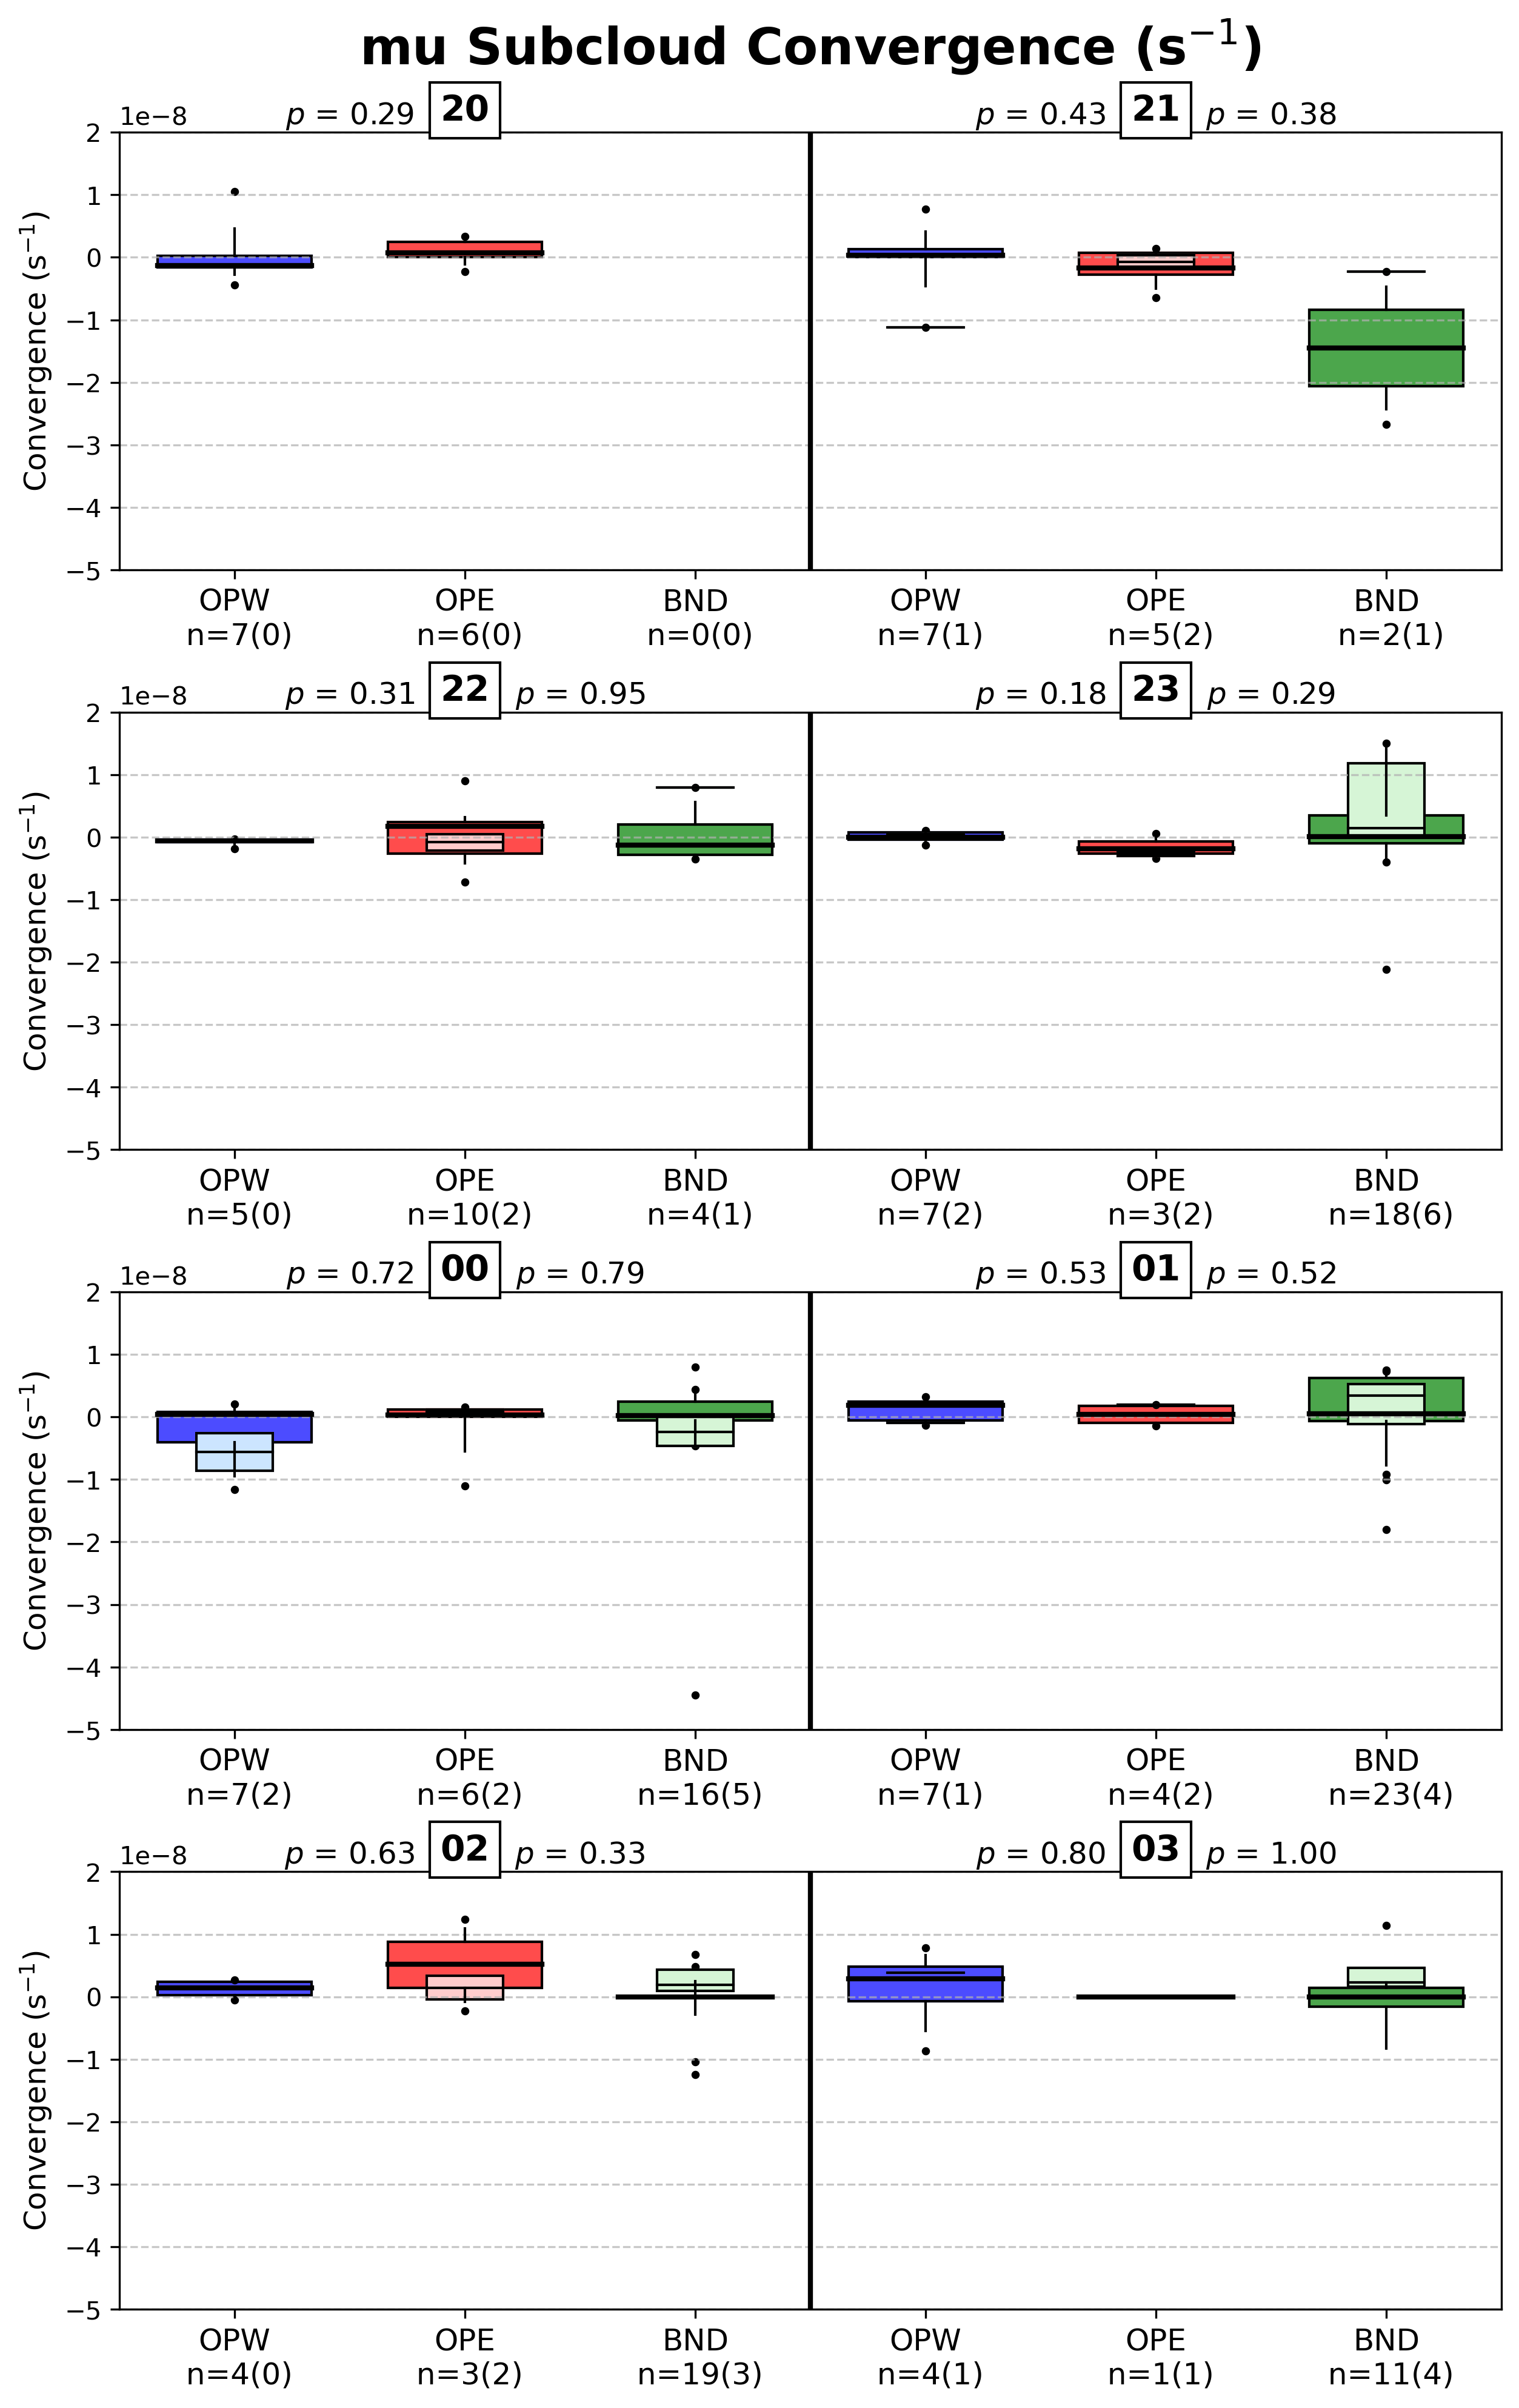 mu Subcloud Convergence (s⁻¹)
1e−8 p = 0.29 20 p = 0.43 21 p = 0.38
2
1
0
−1
−2
−3
−4
−5
Convergence (s⁻¹)
OPW OPE BND OPW OPE BND
n=7(0) n=6(0) n=0(0) n=7(1) n=5(2) n=2(1)
1e−8 p = 0.31 22 p = 0.95 p = 0.18 23 p = 0.29
2
1
0
−1
−2
−3
−4
−5
Convergence (s⁻¹)
OPW OPE BND OPW OPE BND
n=5(0) n=10(2) n=4(1) n=7(2) n=3(2) n=18(6)
1e−8 p = 0.72 00 p = 0.79 p = 0.53 01 p = 0.52
2
1
0
−1
−2
−3
−4
−5
Convergence (s⁻¹)
OPW OPE BND OPW OPE BND
n=7(2) n=6(2) n=16(5) n=7(1) n=4(2) n=23(4)
1e−8 p = 0.63 02 p = 0.33 p = 0.80 03 p = 1.00
2
1
0
−1
−2
−3
−4
−5
Convergence (s⁻¹)
OPW OPE BND OPW OPE BND
n=4(0) n=3(2) n=19(3) n=4(1) n=1(1) n=11(4)